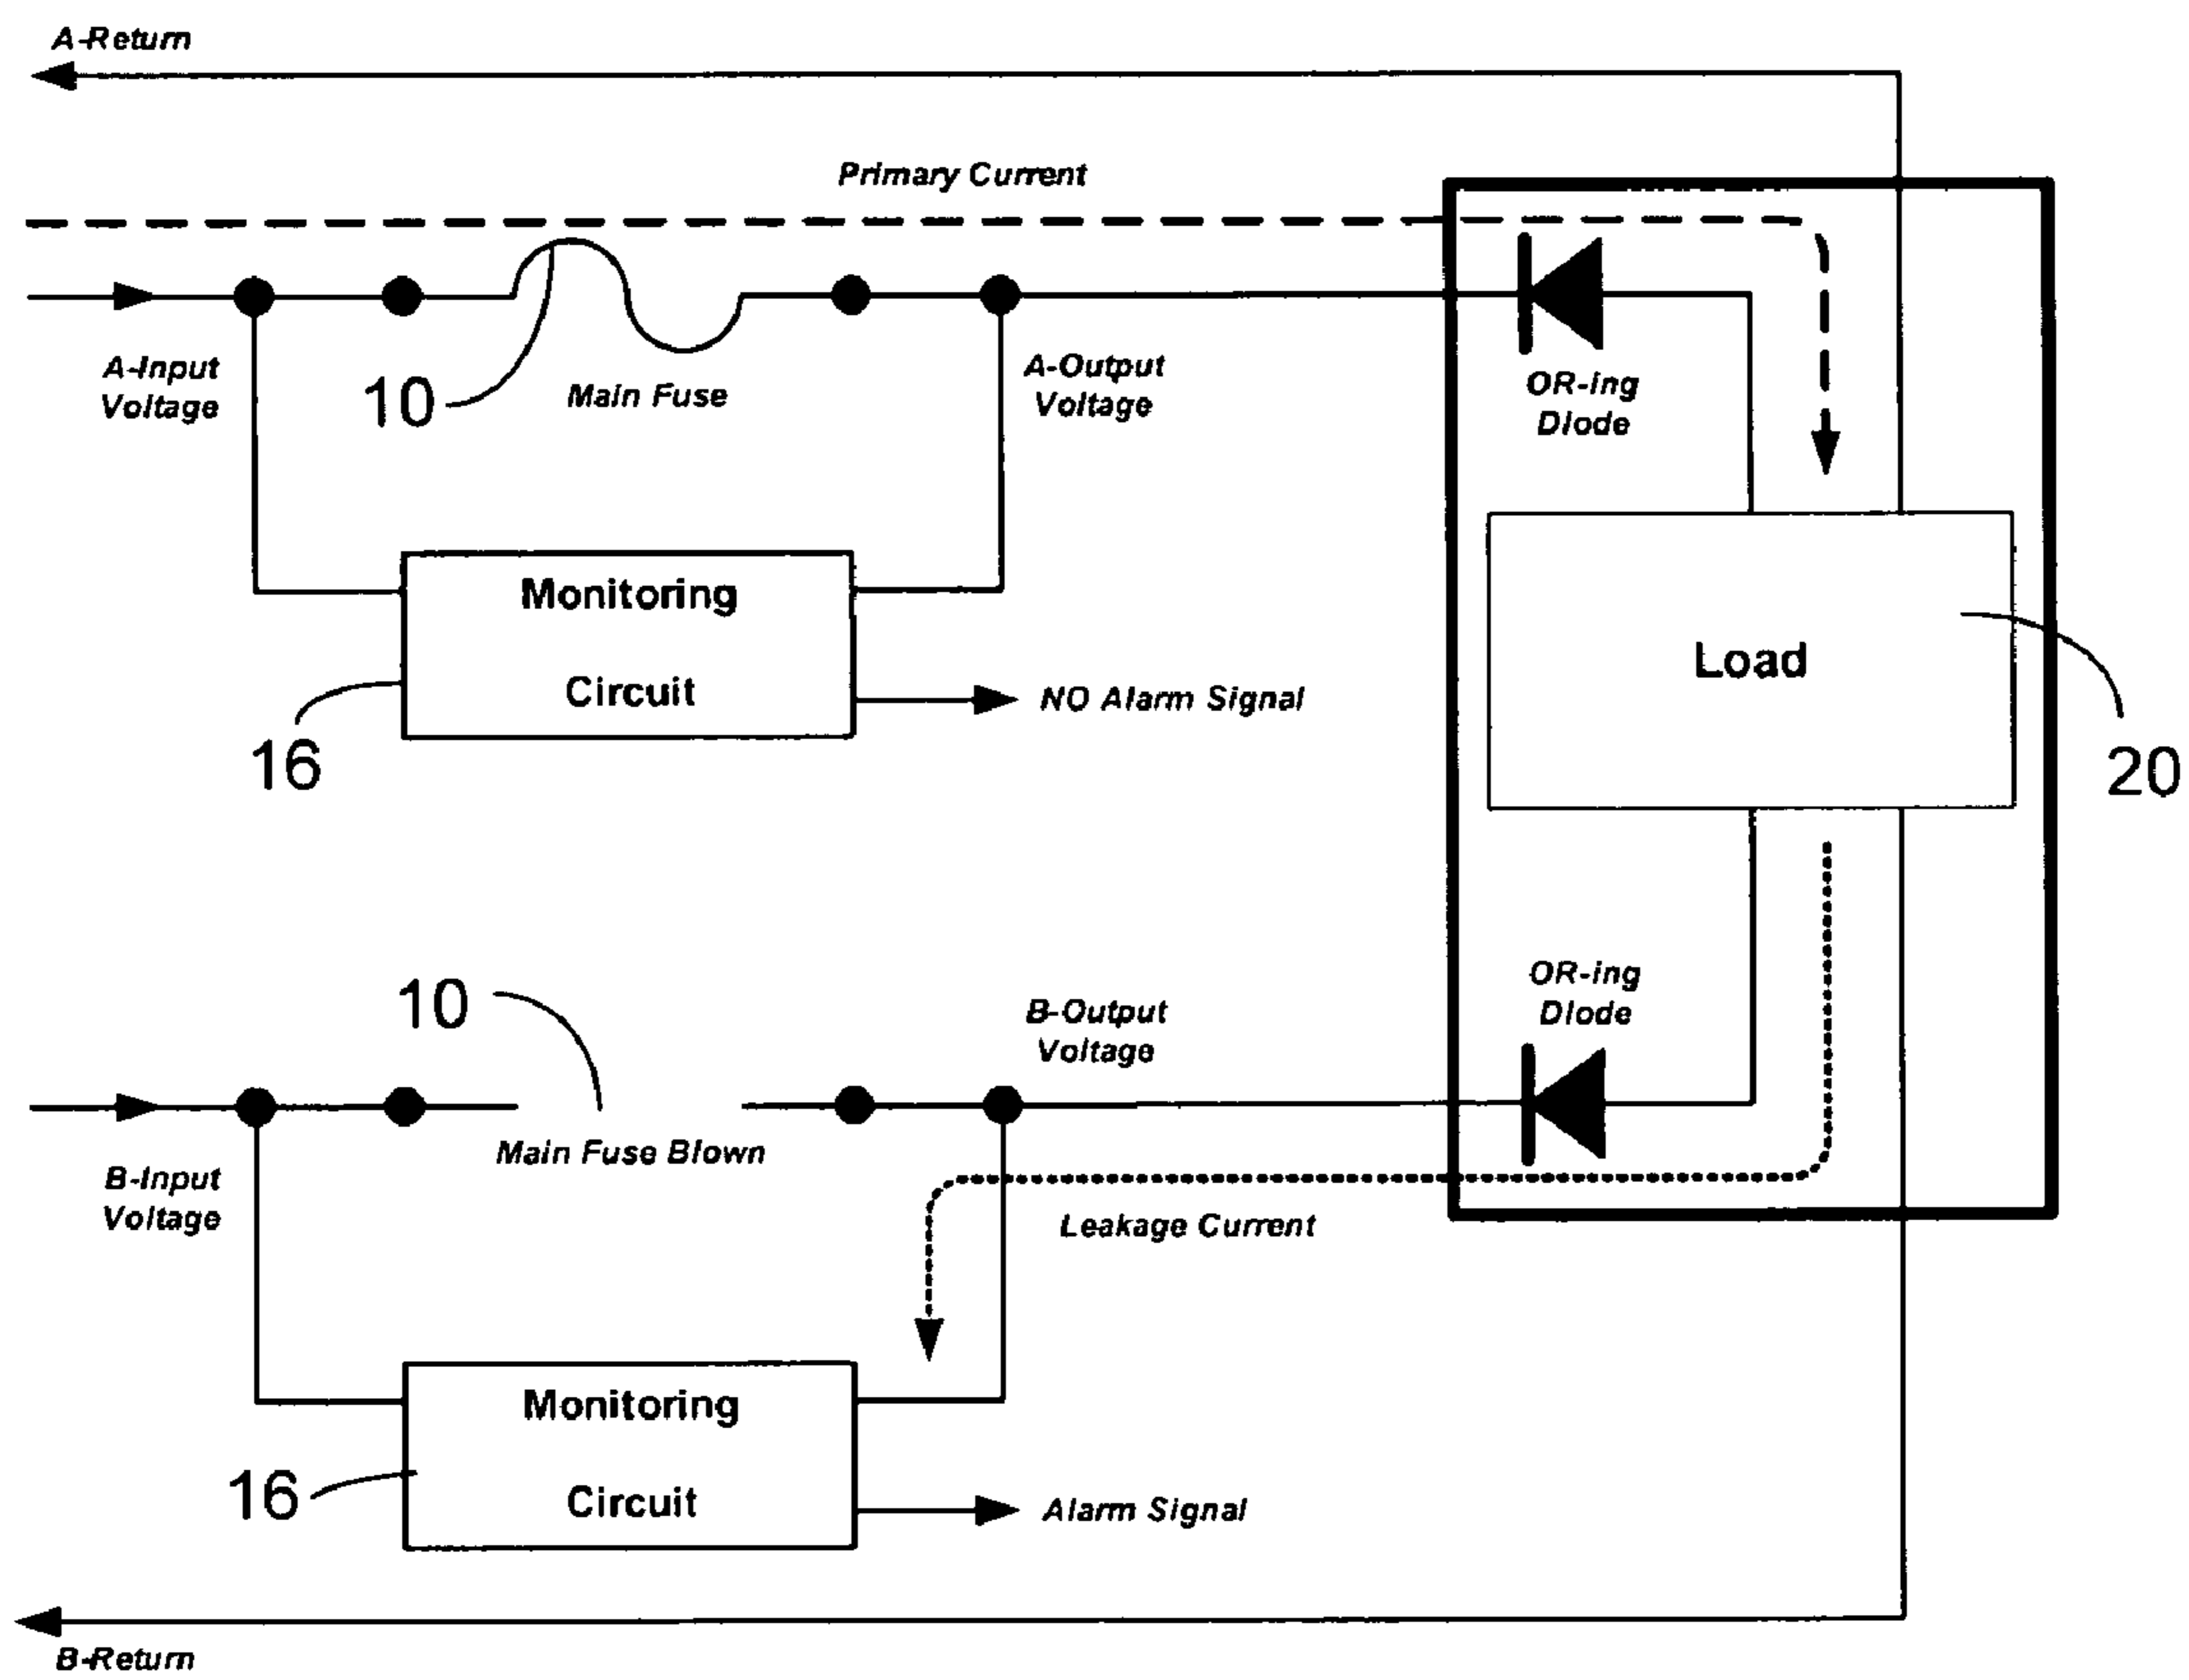 A-Return
Primary Current
A-Input
Voltage
10
Main Fuse
A-Output
Voltage
OR-ing
Diode
Monitoring
Circuit
16
NO Alarm Signal
Load
20
10
B-Output
Voltage
OR-ing
Diode
Main Fuse Blown
B-Input
Voltage
Leakage Current
Monitoring
Circuit
16
Alarm Signal
B-Return